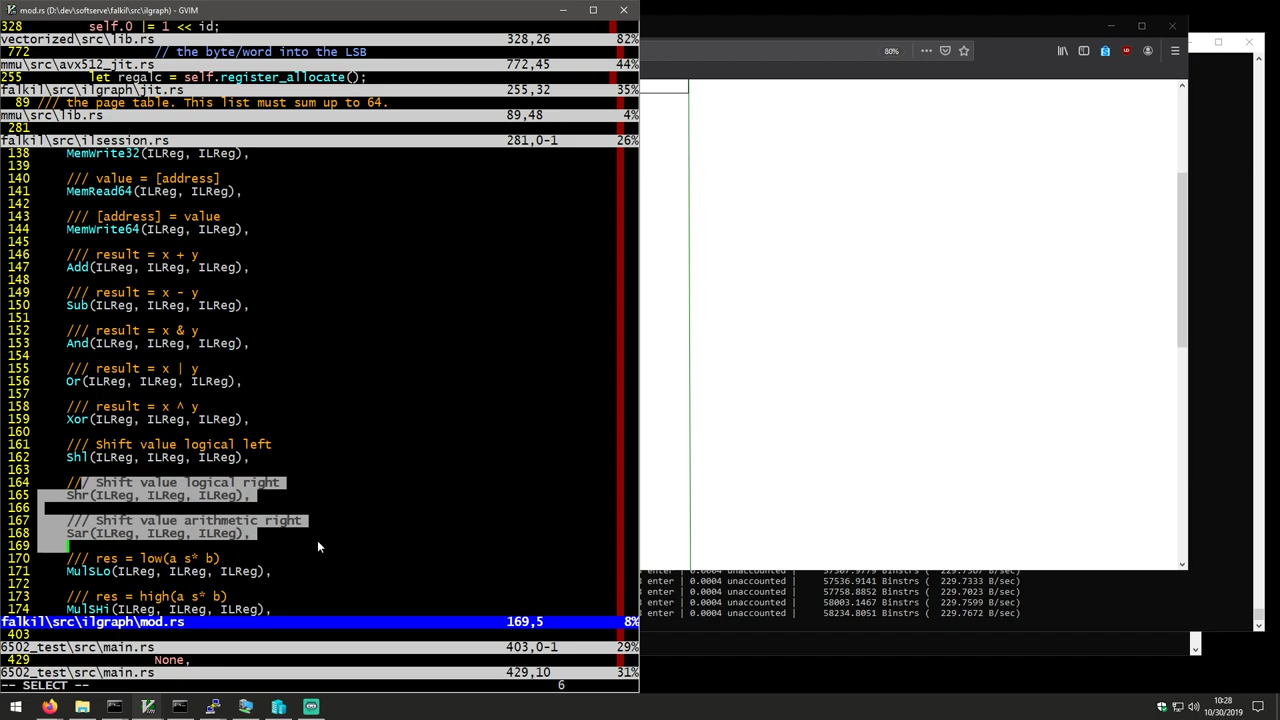 mod.rs (D:\dev\softserve\falkil\src\ilgraph) - GVIM
328         self.0 |= 1 << id;
vectorized\src\lib.rs 328,26 82%
772                 // the byte/word into the LSB
mmu\src\avx512_jit.rs 772,45 44%
255         let regalc = self.register_allocate();
falkil\src\ilgraph\jit.rs 255,32 35%
89 /// the page table. This list must sum up to 64.
mmu\src\lib.rs 89,48 4%
281
falkil\src\ilsession.rs 281,0-1 26%
138     MemWrite32(ILReg, ILReg),
139
140     /// value = [address]
141     MemRead64(ILReg, ILReg),
142
143     /// [address] = value
144     MemWrite64(ILReg, ILReg),
145
146     /// result = x + y
147     Add(ILReg, ILReg, ILReg),
148
149     /// result = x - y
150     Sub(ILReg, ILReg, ILReg),
151
152     /// result = x & y
153     And(ILReg, ILReg, ILReg),
154
155     /// result = x | y
156     Or(ILReg, ILReg, ILReg),
157
158     /// result = x ^ y
159     Xor(ILReg, ILReg, ILReg),
160
161     /// Shift value logical left
162     Shl(ILReg, ILReg, ILReg),
163
164     /// Shift value logical right
165     Shr(ILReg, ILReg, ILReg),
166
167     /// Shift value arithmetic right
168     Sar(ILReg, ILReg, ILReg),
169
170     /// res = low(a s* b)
171     MulSLo(ILReg, ILReg, ILReg),
172
173     /// res = high(a s* b)
174     MulSHi(ILReg, ILReg, ILReg),
falkil\src\ilgraph\mod.rs 169,5 8%
403
6502_test\src\main.rs 403,0-1 29%
429                 None,
6502_test\src\main.rs 429,10 31%
-- SELECT -- 6
80%
enter | 0.0004 unaccounted | 57536.9141 Binstrs ( 229.7333 B/sec)
enter | 0.0004 unaccounted | 57758.8852 Binstrs ( 229.7023 B/sec)
enter | 0.0004 unaccounted | 58003.1467 Binstrs ( 229.7599 B/sec)
enter | 0.0004 unaccounted | 58234.8051 Binstrs ( 229.7672 B/sec)
10:28
10/30/2019